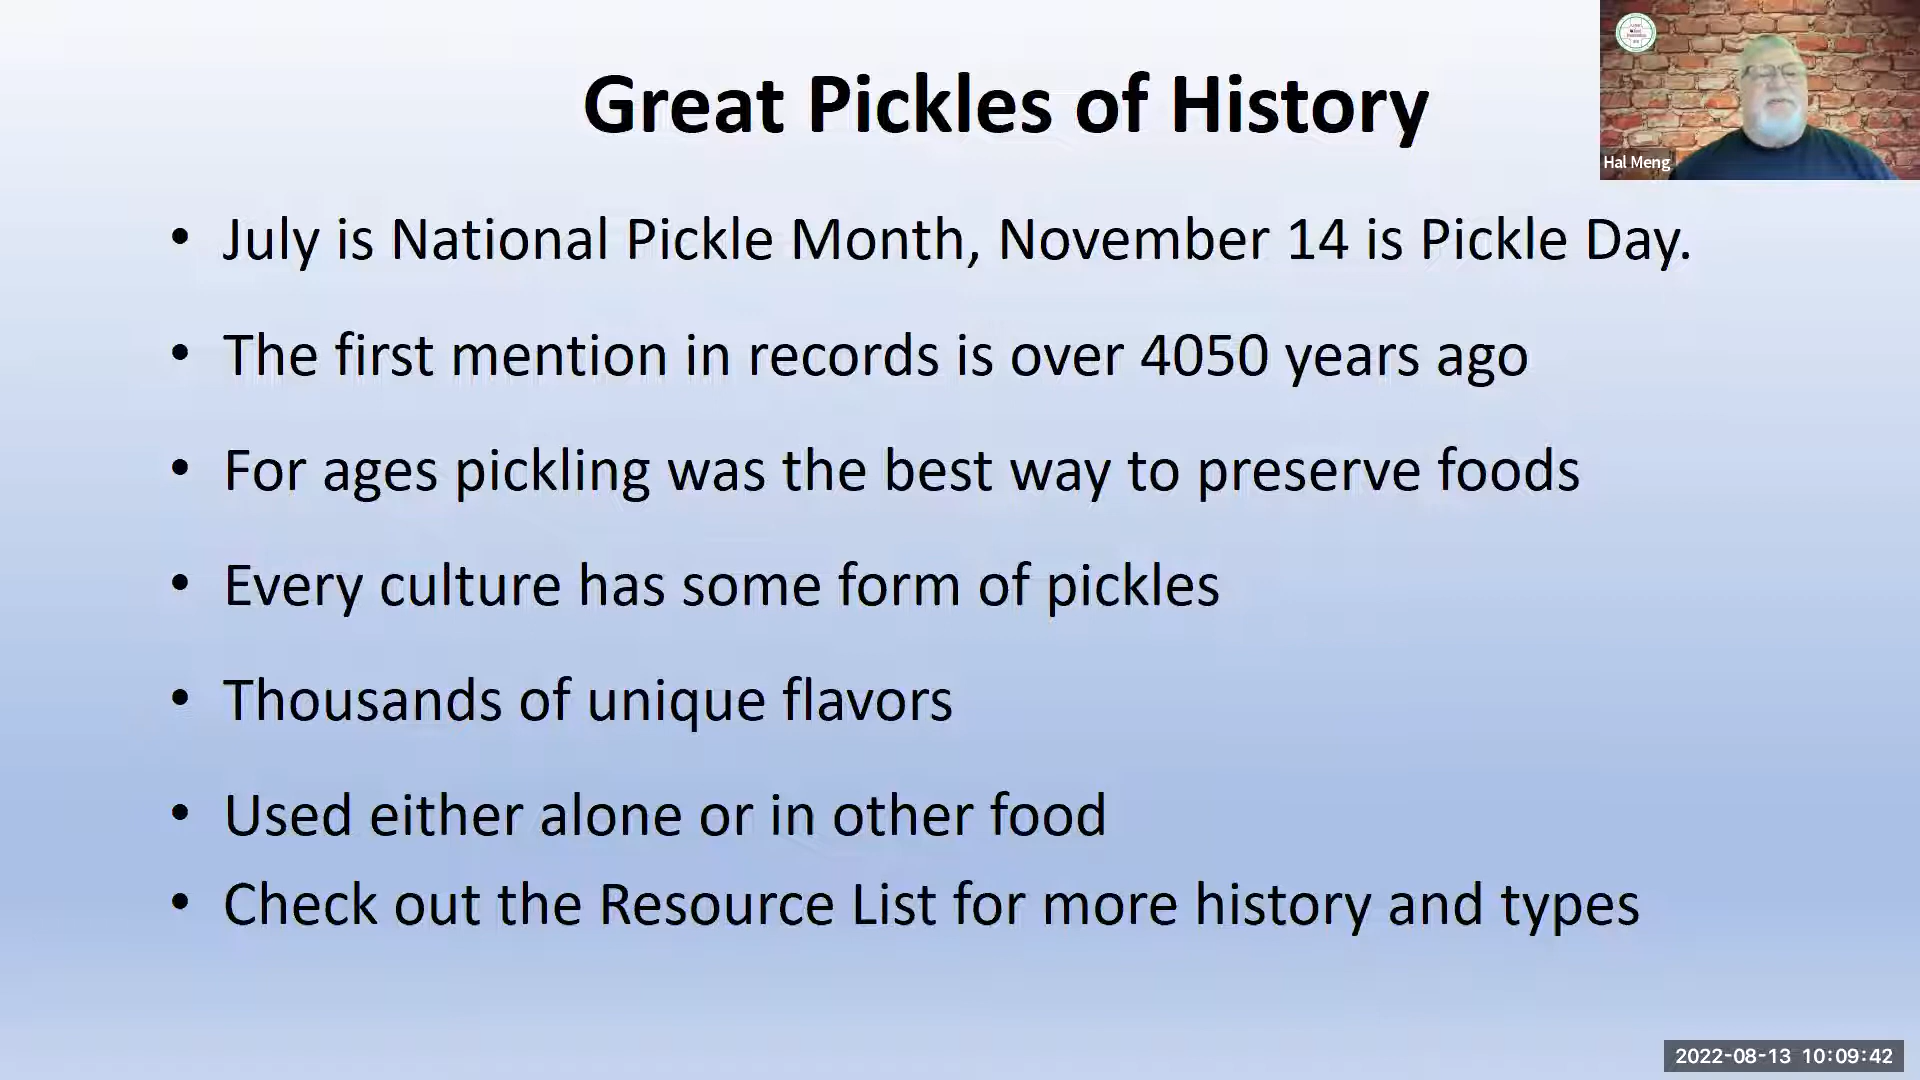 Great Pickles of History
Hal Meng
• July is National Pickle Month, November 14 is Pickle Day.
• The first mention in records is over 4050 years ago
• For ages pickling was the best way to preserve foods
• Every culture has some form of pickles
• Thousands of unique flavors
• Used either alone or in other food
• Check out the Resource List for more history and types
2022-08-13 10:09:42